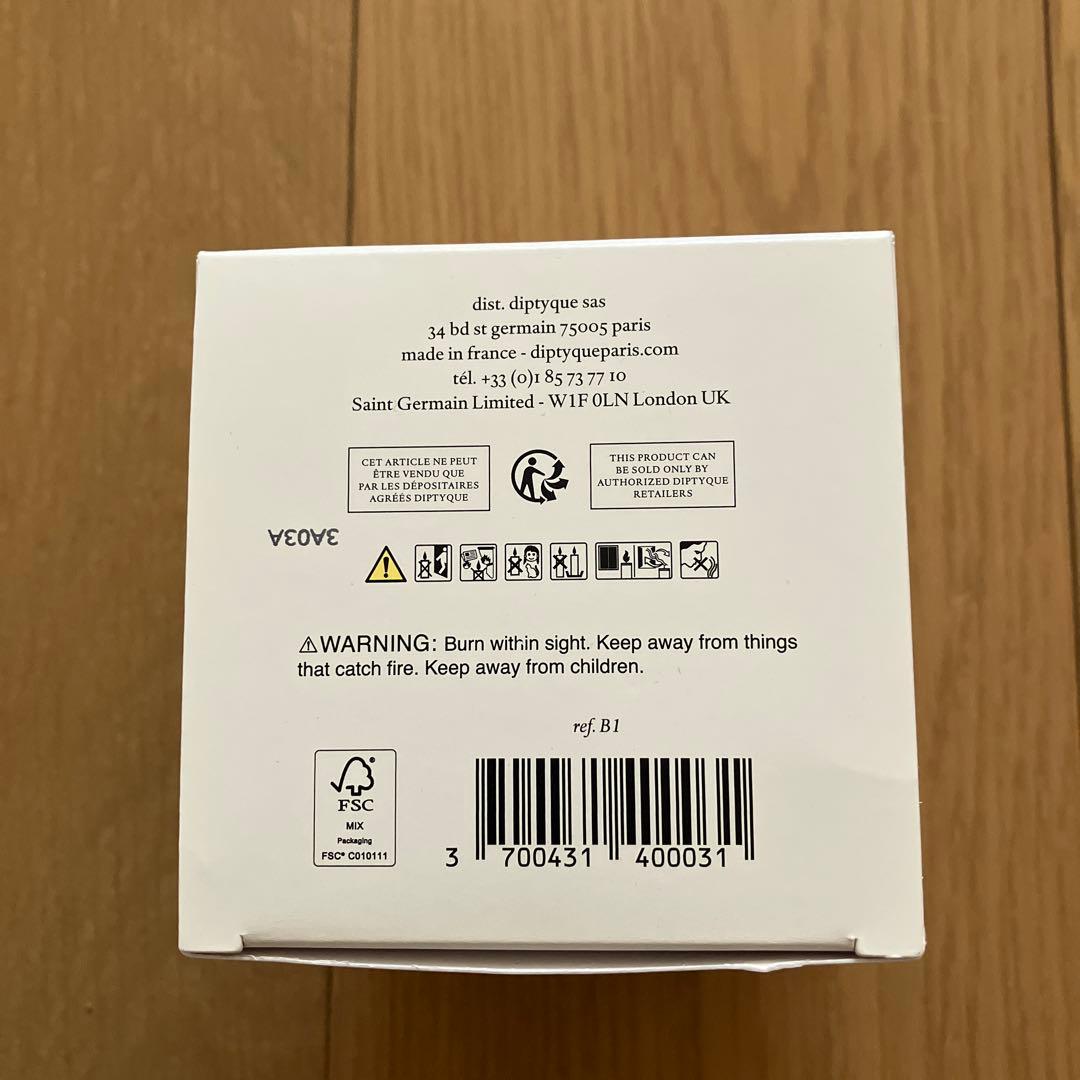 dist. diptyque sas
34 bd st germain 75005 paris
made in france - diptyqueparis.com
tél. +33 (0)1 85 73 77 10
Saint Germain Limited - W1F 0LN London UK
CET ARTICLE NE PEUT
ÊTRE VENDU QUE
PAR LES DÉPOSITAIRES
AGRÉÉS DIPTYQUE
THIS PRODUCT CAN
BE SOLD ONLY BY
AUTHORIZED DIPTYQUE
RETAILERS
3A03A
⚠WARNING: Burn within sight. Keep away from things
that catch fire. Keep away from children.
ref. B1
FSC
MIX
Packaging
FSC® C010111
3 700431 400031